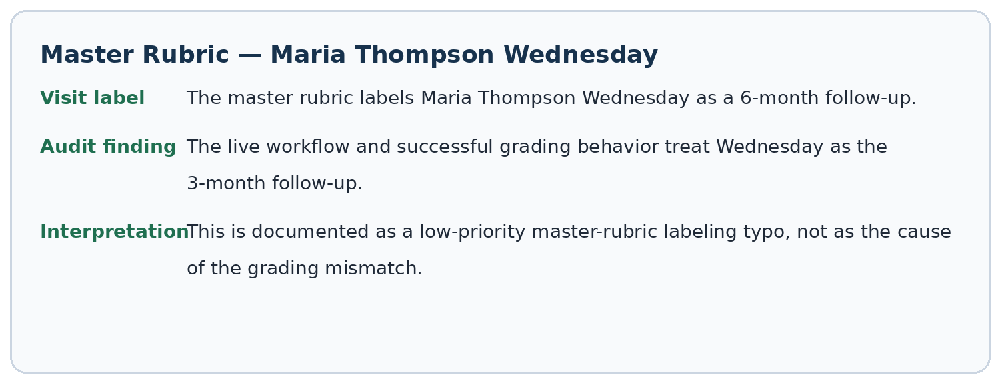 Master Rubric — Maria Thompson Wednesday
Visit label The master rubric labels Maria Thompson Wednesday as a 6-month follow-up.
Audit finding The live workflow and successful grading behavior treat Wednesday as the
3-month follow-up.
Interpretation This is documented as a low-priority master-rubric labeling typo, not as the cause
of the grading mismatch.